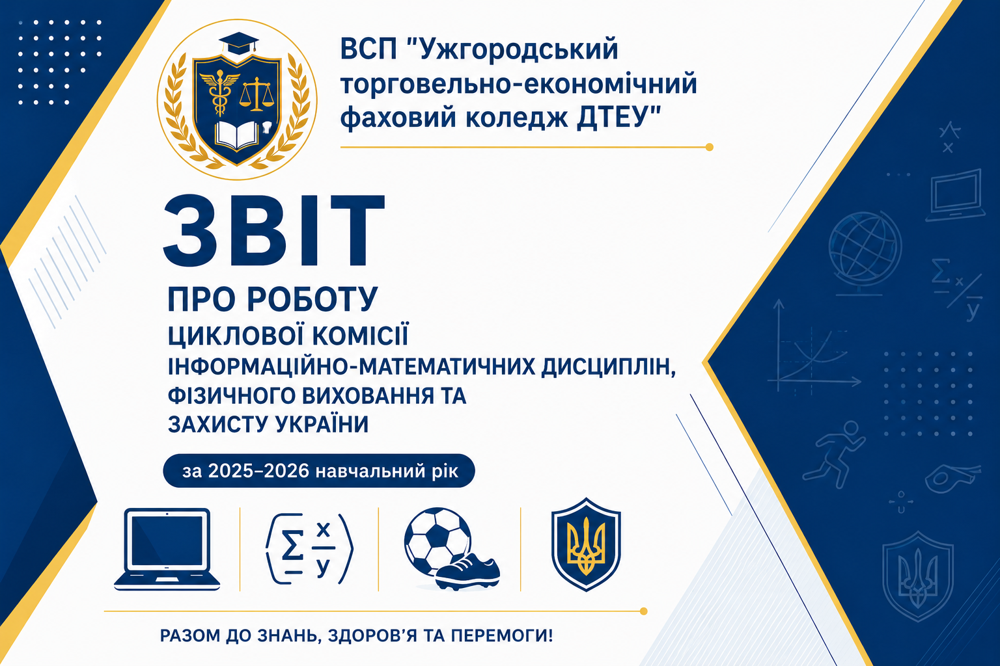 ВСП "Ужгородський
торговельно-економічний
фаховий коледж ДТЕУ"
ЗВІТ
ПРО РОБОТУ
ЦИКЛОВОЇ КОМІСІЇ
ІНФОРМАЦІЙНО-МАТЕМАТИЧНИХ ДИСЦИПЛІН,
ФІЗИЧНОГО ВИХОВАННЯ ТА
ЗАХИСТУ УКРАЇНИ
за 2025–2026 навчальний рік
Σ x
y
РАЗОМ ДО ЗНАНЬ, ЗДОРОВ’Я ТА ПЕРЕМОГИ!